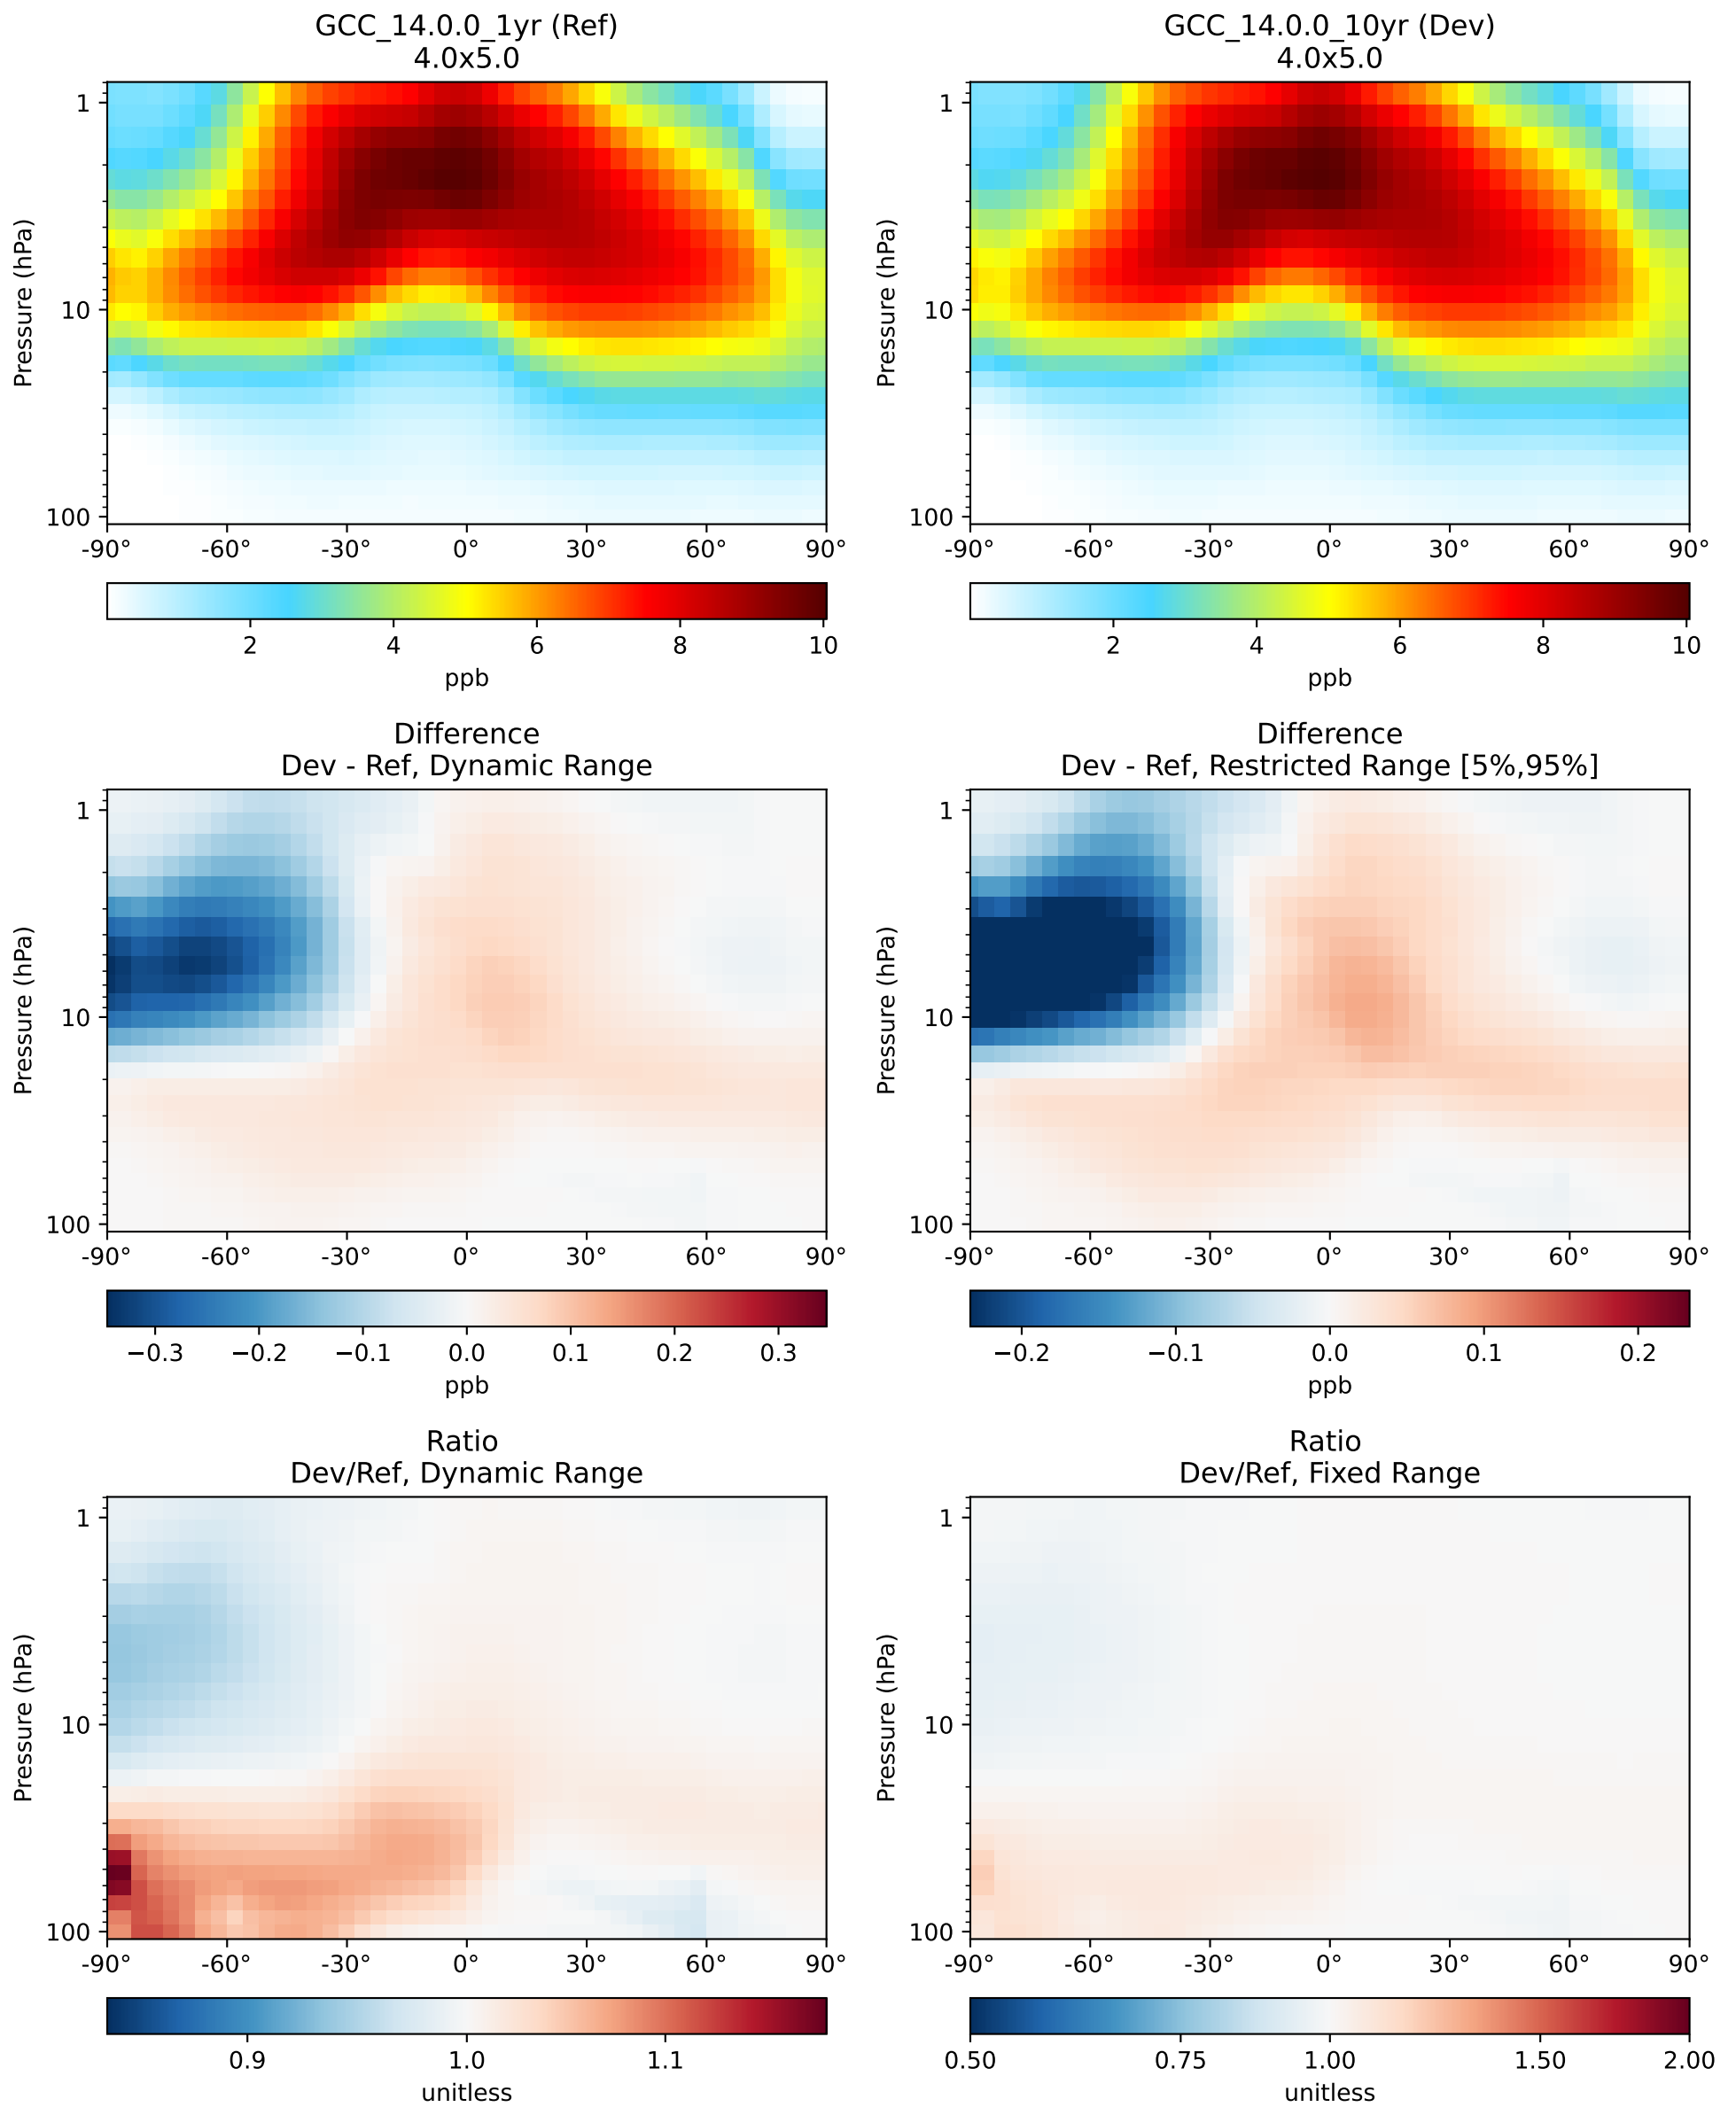 GCC_14.0.0_1yr (Ref)
4.0x5.0
1
10
100
Pressure (hPa)
-90° -60° -30° 0° 30° 60° 90°
2 4 6 8 10
ppb
GCC_14.0.0_10yr (Dev)
4.0x5.0
1
10
100
Pressure (hPa)
-90° -60° -30° 0° 30° 60° 90°
2 4 6 8 10
ppb
Difference
Dev - Ref, Dynamic Range
1
10
100
Pressure (hPa)
-90° -60° -30° 0° 30° 60° 90°
−0.3 −0.2 −0.1 0.0 0.1 0.2 0.3
ppb
Difference
Dev - Ref, Restricted Range [5%,95%]
1
10
100
Pressure (hPa)
-90° -60° -30° 0° 30° 60° 90°
−0.2 −0.1 0.0 0.1 0.2
ppb
Ratio
Dev/Ref, Dynamic Range
1
10
100
Pressure (hPa)
-90° -60° -30° 0° 30° 60° 90°
0.9 1.0 1.1
unitless
Ratio
Dev/Ref, Fixed Range
1
10
100
Pressure (hPa)
-90° -60° -30° 0° 30° 60° 90°
0.50 0.75 1.00 1.50 2.00
unitless